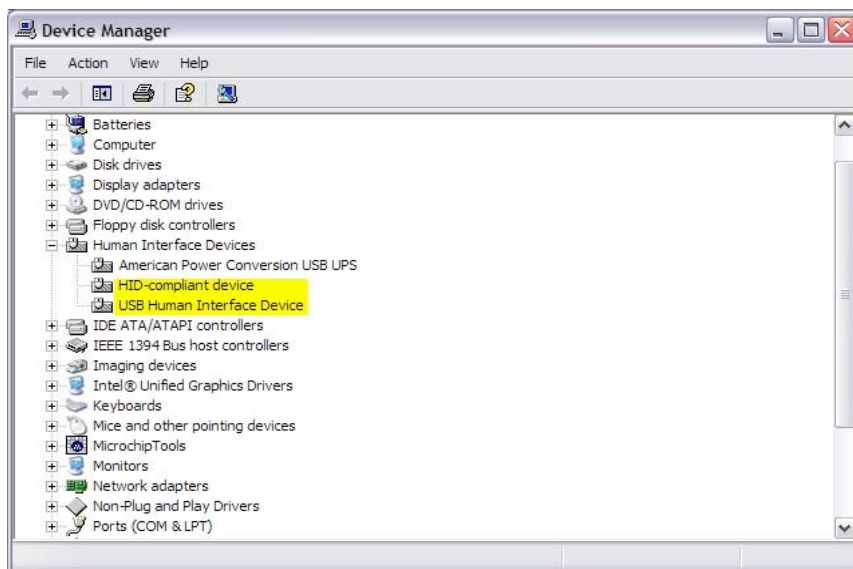 Device Manager
File Action View Help
Batteries
Computer
Disk drives
Display adapters
DVD/CD-ROM drives
Floppy disk controllers
Human Interface Devices
American Power Conversion USB UPS
HID-compliant device
USB Human Interface Device
IDE ATA/ATAPI controllers
IEEE 1394 Bus host controllers
Imaging devices
Intel® Unified Graphics Drivers
Keyboards
Mice and other pointing devices
MicrochipTools
Monitors
Network adapters
Non-Plug and Play Drivers
Ports (COM & LPT)